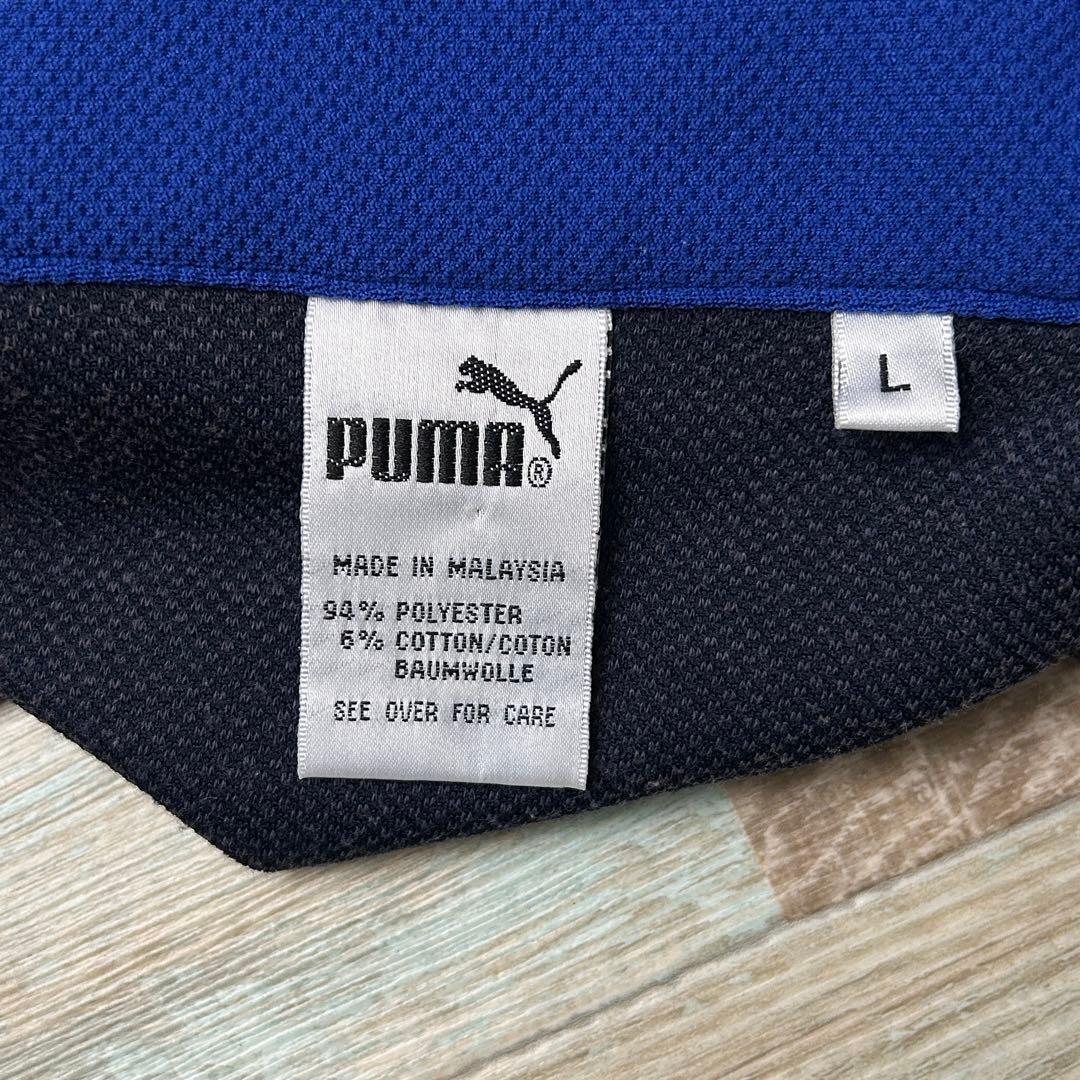 PUMA®
L
MADE IN MALAYSIA
94% POLYESTER
6% COTTON/COTON
BAUMWOLLE
SEE OVER FOR CARE